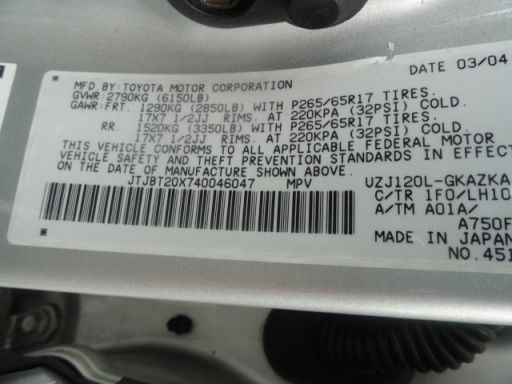 MFD.BY:TOYOTA MOTOR CORPORATION DATE 03/04
GVWR:2790KG (6150LB)
GAWR:FRT. 1290KG (2850LB) WITH P265/65R17 TIRES.
17X7 1/2JJ RIMS. AT 220KPA (32PSI) COLD.
RR. 1520KG (3350LB) WITH P265/65R17 TIRES.
17X7 1/2JJ RIMS. AT 220KPA (32PSI) COLD.
THIS VEHICLE CONFORMS TO ALL APPLICABLE FEDERAL MOTOR
VEHICLE SAFETY AND THEFT PREVENTION STANDARDS IN EFFECT
ON THE DATE OF MANUFACTURE SHOWN ABOVE.
JTJBT20X740046047 MPV UZJ120L-GKAZKA
C/TR 1F0/LH10
A/TM A01A/
A750F
MADE IN JAPAN
NO.451